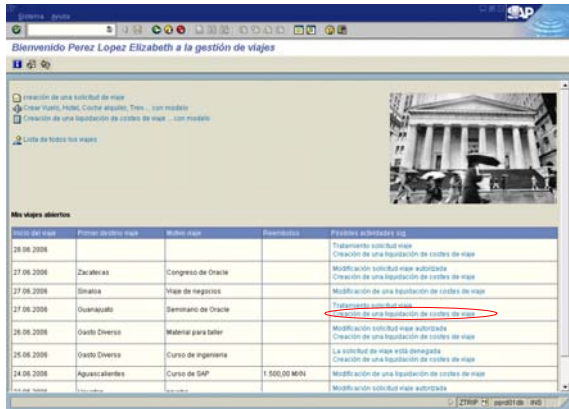 Sistema Ayuda
SAP
Bienvenido Perez Lopez Elizabeth a la gestión de viajes
creación de una solicitud de viaje
Crear Vuelo, Hotel, Coche alquiler, Tren... con modelo
Creación de una liquidación de costes de viaje ... con modelo
Lista de todos los viajes
Mis viajes abiertos
Inicio del viaje Primer destino viaje Motivo viaje Reembolso Posibles actividades sig.
28.06.2006 Tratamiento solicitud viaje
Creación de una liquidación de costes de viaje
27.06.2006 Zacatecas Congreso de Oracle Modificación solicitud viaje autorizada
Creación de una liquidación de costes de viaje
27.06.2006 Sinaloa Viaje de negocios Modificación de una liquidación de costes de viaje
27.06.2006 Guanajuato Seminario de Oracle Tratamiento solicitud viaje
Creación de una liquidación de costes de viaje
26.06.2006 Gasto Diverso Material para taller Modificación solicitud viaje autorizada
Creación de una liquidación de costes de viaje
25.06.2006 Gasto Diverso Curso de ingenieria La solicitud de viaje está denegada
Creación de una liquidación de costes de viaje
24.06.2006 Aguascalientes Curso de SAP 1.500,00 MXN Modificación de una liquidación de costes de viaje
Modificación solicitud viaje autorizada
ZTRIP INS